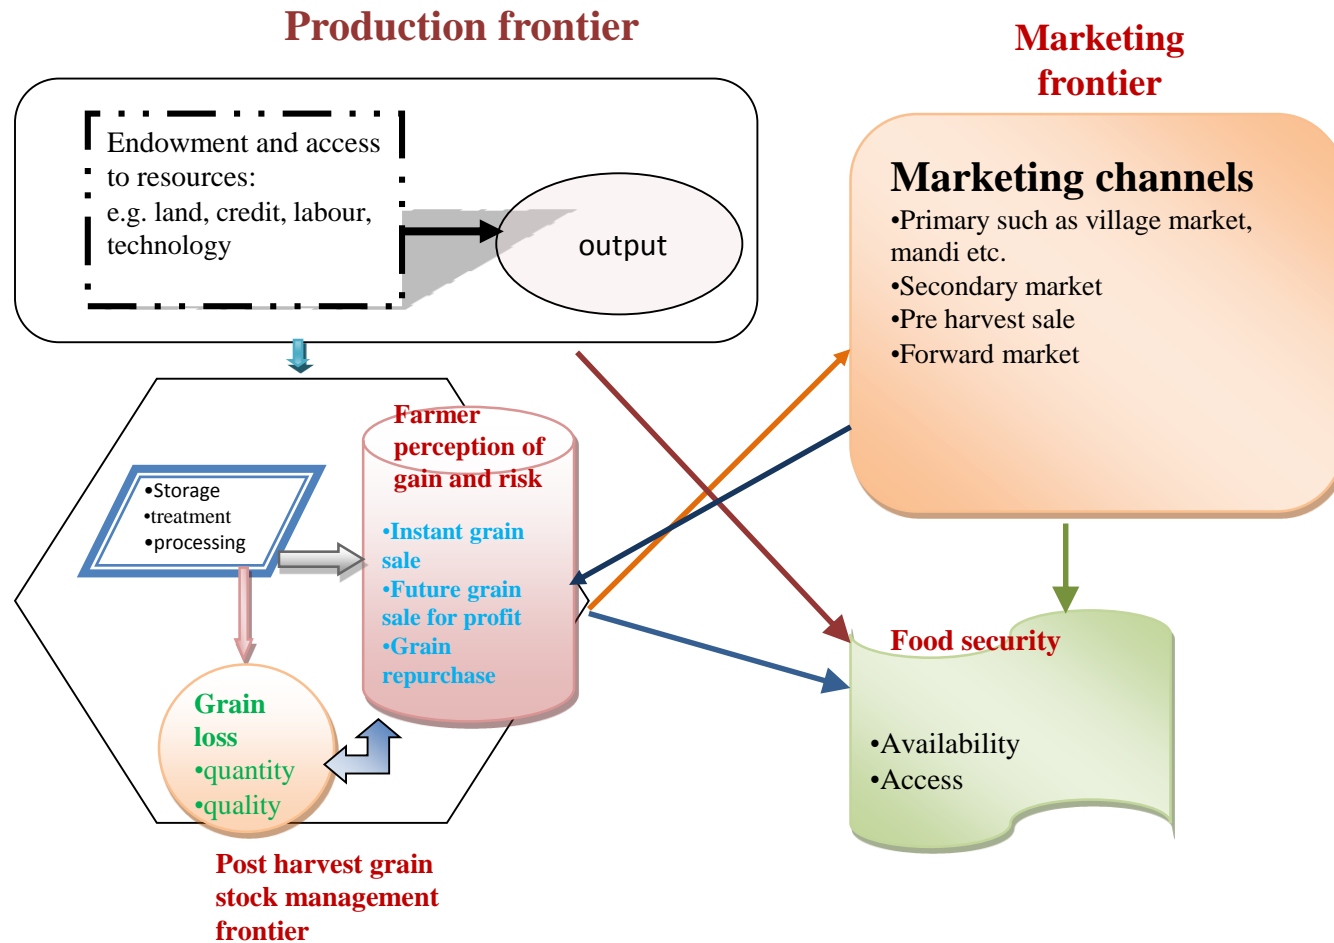 Production frontier
Marketing
frontier
Endowment and access
to resources:
e.g. land, credit, labour,
technology
output
Marketing channels
•Primary such as village market,
mandi etc.
•Secondary market
•Pre harvest sale
•Forward market
Farmer
perception of
gain and risk
•Instant grain
sale
•Future grain
sale for profit
•Grain
repurchase
•Storage
•treatment
•processing
Grain
loss
•quantity
•quality
Food security
•Availability
•Access
Post harvest grain
stock management
frontier